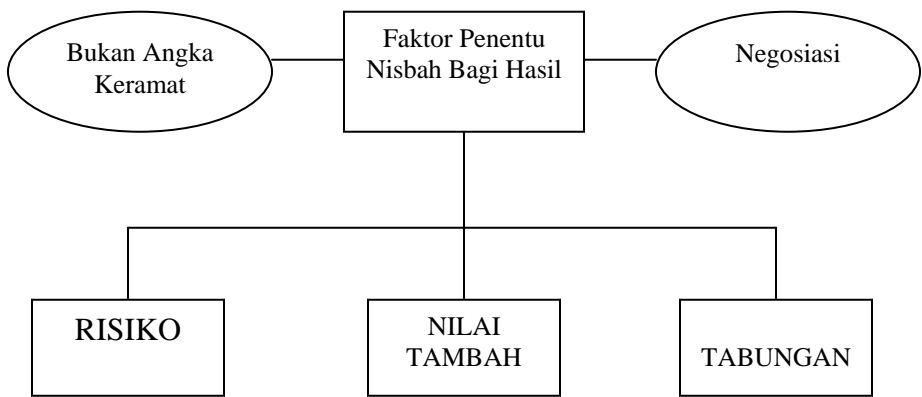 Bukan Angka
Keramat
Faktor Penentu
Nisbah Bagi Hasil
Negosiasi
RISIKO
NILAI
TAMBAH
TABUNGAN